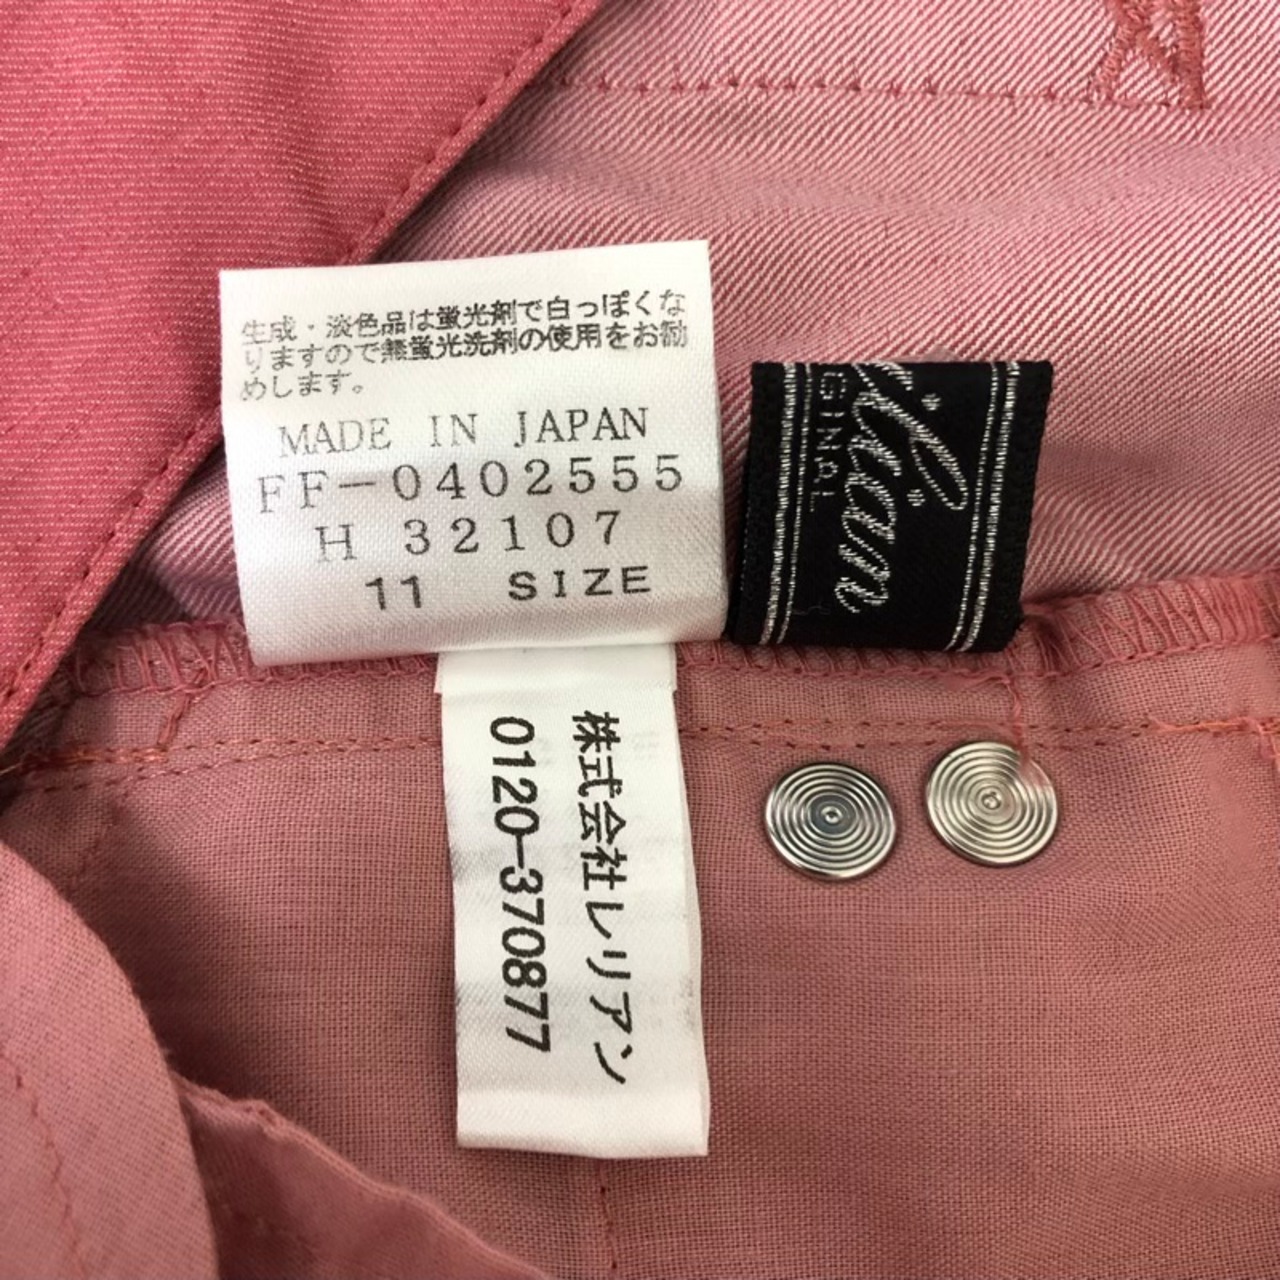 生成・淡色品は蛍光剤で白っぽくな
りますので無蛍光洗剤の使用をお勧
めします。
MADE IN JAPAN
FF-0402555
H 32107
11 SIZE
株式会社レリアン
0120-370877